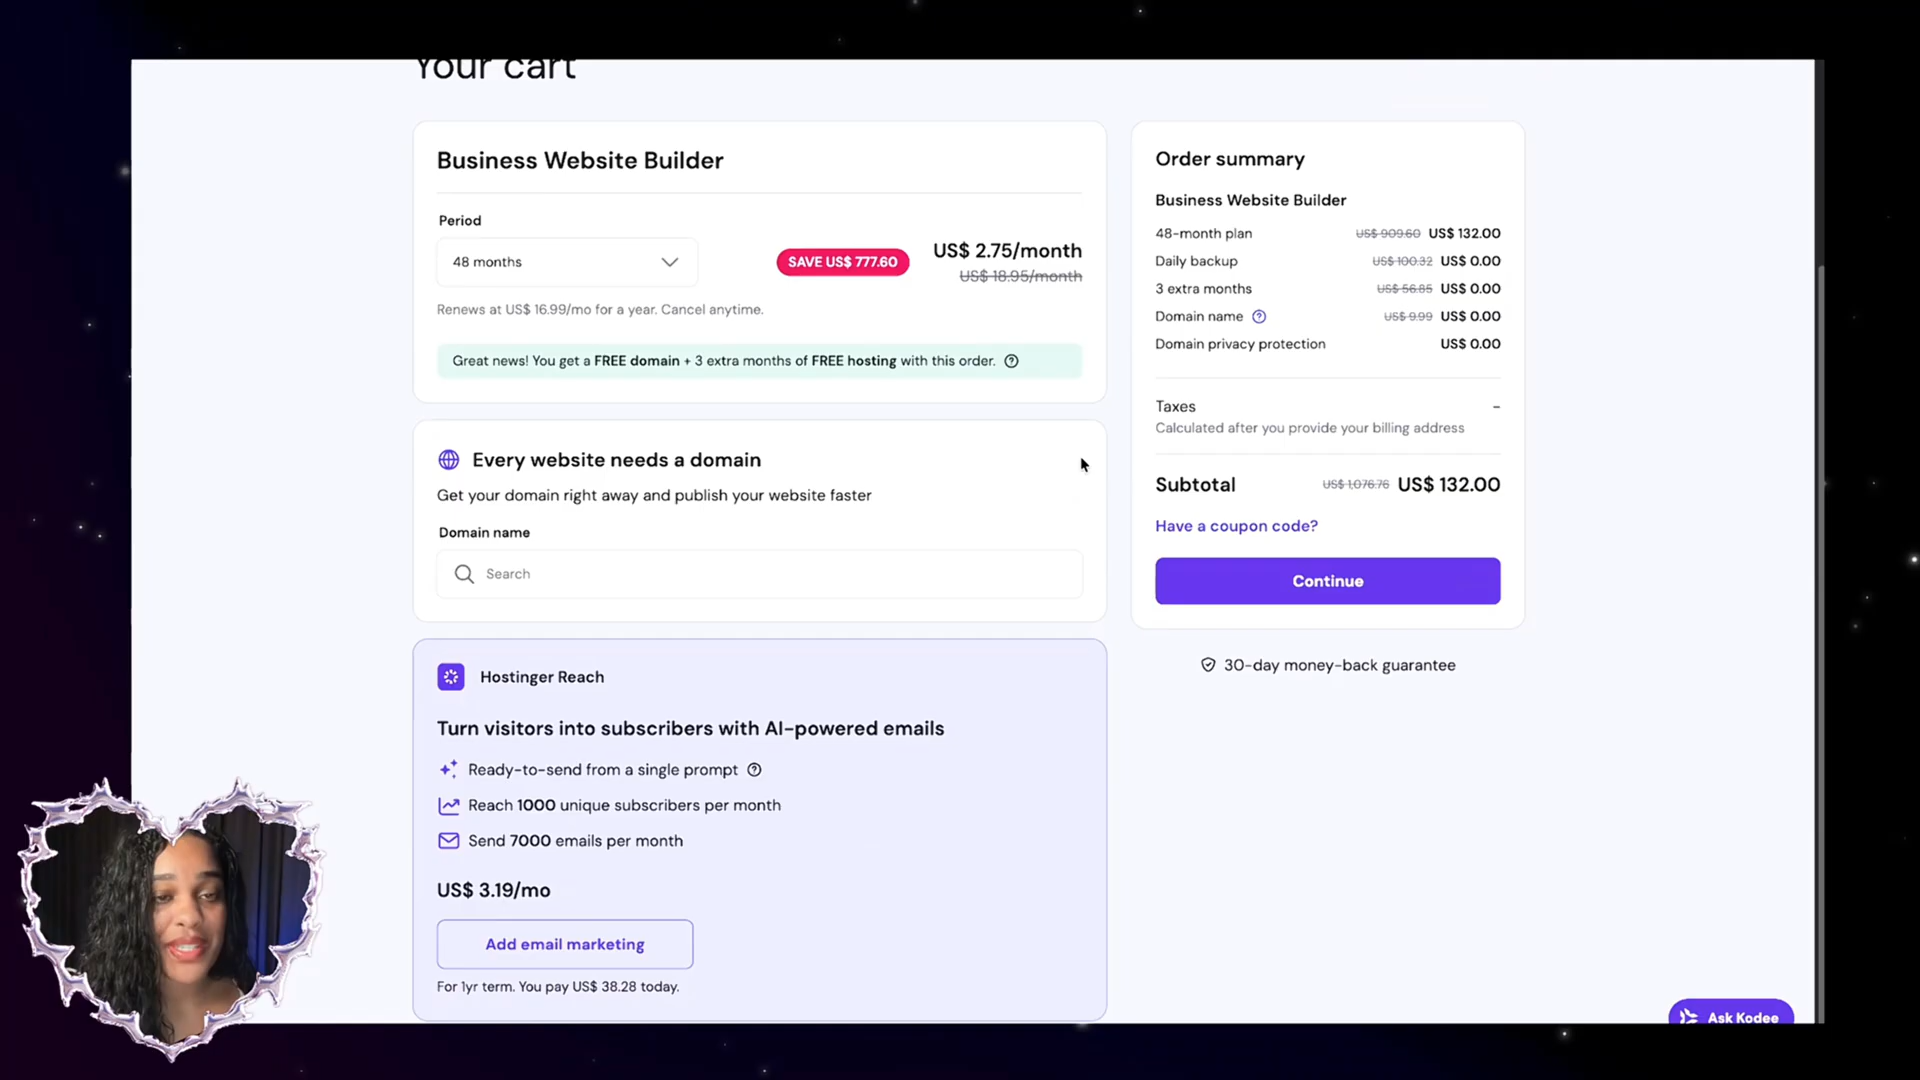 Your cart
Business Website Builder
Period
48 months
SAVE US$ 777.60
US$ 2.75/month
US$ 18.95/month
Renews at US$ 16.99/mo for a year. Cancel anytime.
Great news! You get a FREE domain + 3 extra months of FREE hosting with this order.
Every website needs a domain
Get your domain right away and publish your website faster
Domain name
Search
Hostinger Reach
Turn visitors into subscribers with AI-powered emails
Ready-to-send from a single prompt
Reach 1000 unique subscribers per month
Send 7000 emails per month
US$ 3.19/mo
Add email marketing
For 1yr term. You pay US$ 38.28 today.
Order summary
Business Website Builder
48-month plan US$ 909.60 US$ 132.00
Daily backup US$ 100.32 US$ 0.00
3 extra months US$ 56.85 US$ 0.00
Domain name US$ 9.99 US$ 0.00
Domain privacy protection US$ 0.00
Taxes -
Calculated after you provide your billing address
Subtotal US$ 1,076.76 US$ 132.00
Have a coupon code?
Continue
30-day money-back guarantee
Ask Kodee